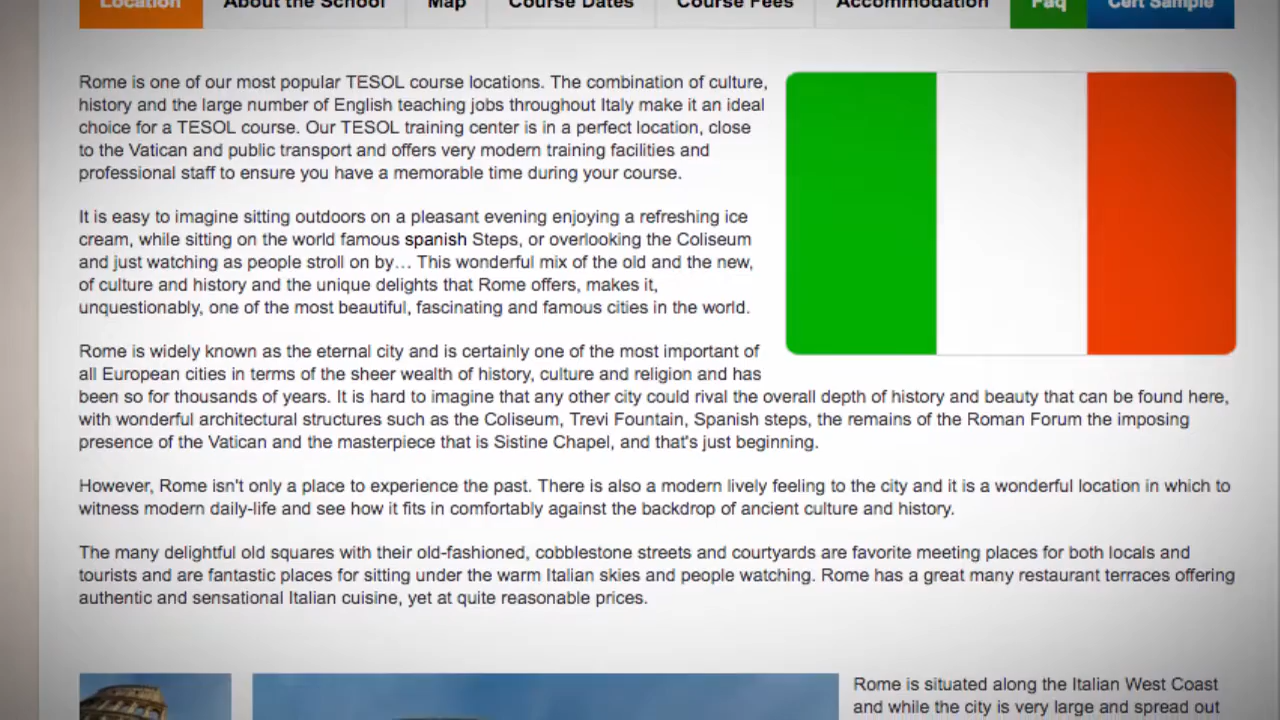 Location About the School Map Course Dates Course Fees Accommodation Faq Cert Sample
Rome is one of our most popular TESOL course locations. The combination of culture,
history and the large number of English teaching jobs throughout Italy make it an ideal
choice for a TESOL course. Our TESOL training center is in a perfect location, close
to the Vatican and public transport and offers very modern training facilities and
professional staff to ensure you have a memorable time during your course.
It is easy to imagine sitting outdoors on a pleasant evening enjoying a refreshing ice
cream, while sitting on the world famous spanish Steps, or overlooking the Coliseum
and just watching as people stroll on by… This wonderful mix of the old and the new,
of culture and history and the unique delights that Rome offers, makes it,
unquestionably, one of the most beautiful, fascinating and famous cities in the world.
Rome is widely known as the eternal city and is certainly one of the most important of
all European cities in terms of the sheer wealth of history, culture and religion and has
been so for thousands of years. It is hard to imagine that any other city could rival the overall depth of history and beauty that can be found here,
with wonderful architectural structures such as the Coliseum, Trevi Fountain, Spanish steps, the remains of the Roman Forum the imposing
presence of the Vatican and the masterpiece that is Sistine Chapel, and that's just beginning.
However, Rome isn't only a place to experience the past. There is also a modern lively feeling to the city and it is a wonderful location in which to
witness modern daily-life and see how it fits in comfortably against the backdrop of ancient culture and history.
The many delightful old squares with their old-fashioned, cobblestone streets and courtyards are favorite meeting places for both locals and
tourists and are fantastic places for sitting under the warm Italian skies and people watching. Rome has a great many restaurant terraces offering
authentic and sensational Italian cuisine, yet at quite reasonable prices.
Rome is situated along the Italian West Coast
and while the city is very large and spread out